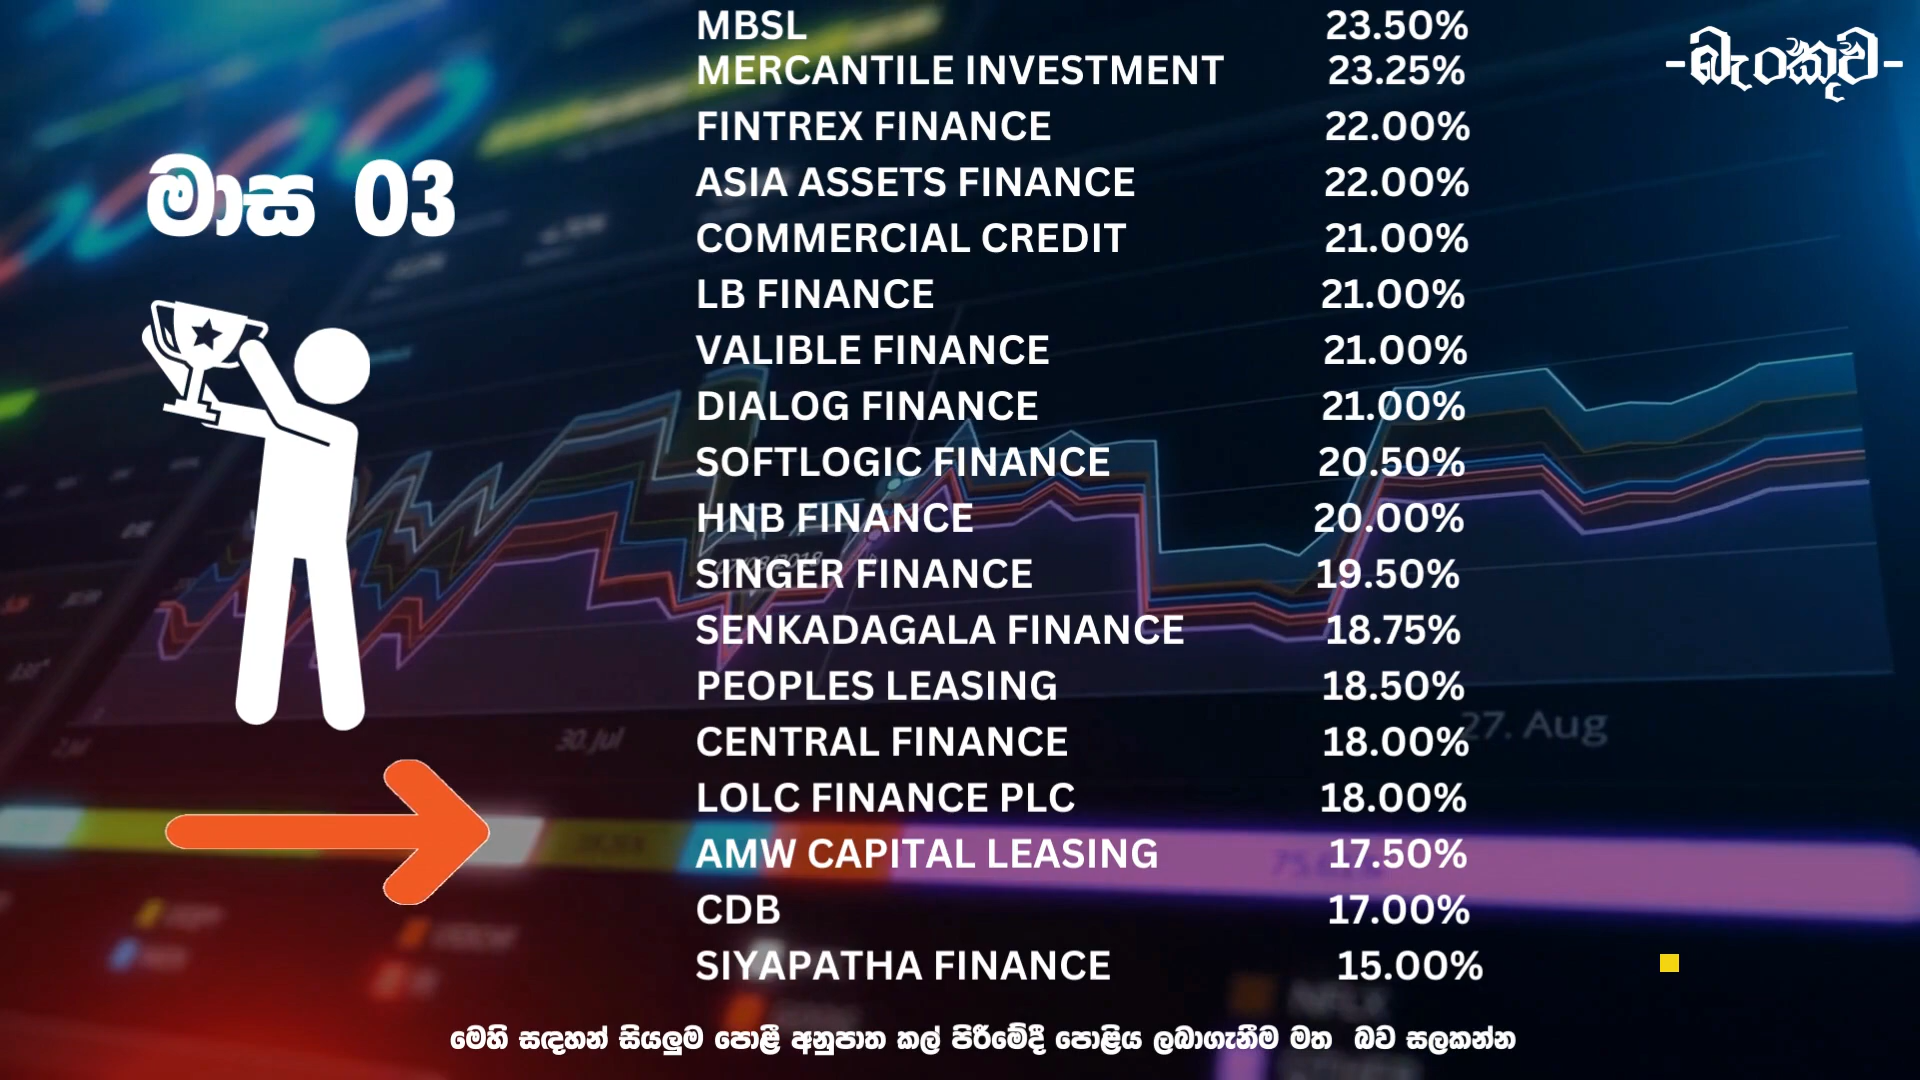 MBSL 23.50%
-බැංකුව-
MERCANTILE INVESTMENT 23.25%
FINTREX FINANCE 22.00%
මාස 03
ASIA ASSETS FINANCE 22.00%
COMMERCIAL CREDIT 21.00%
LB FINANCE 21.00%
VALIBLE FINANCE 21.00%
DIALOG FINANCE 21.00%
SOFTLOGIC FINANCE 20.50%
HNB FINANCE 20.00%
SINGER FINANCE 19.50%
SENKADAGALA FINANCE 18.75%
PEOPLES LEASING 18.50%
27. Aug
30. Jul
CENTRAL FINANCE 18.00%
LOLC FINANCE PLC 18.00%
AMW CAPITAL LEASING 17.50%
CDB 17.00%
SIYAPATHA FINANCE 15.00%
මෙහි සඳහන් සියලුම පොළී අනුපාත කල් පිරීමේදී පොළිය ලබාගැනීම මත බව සලකන්න